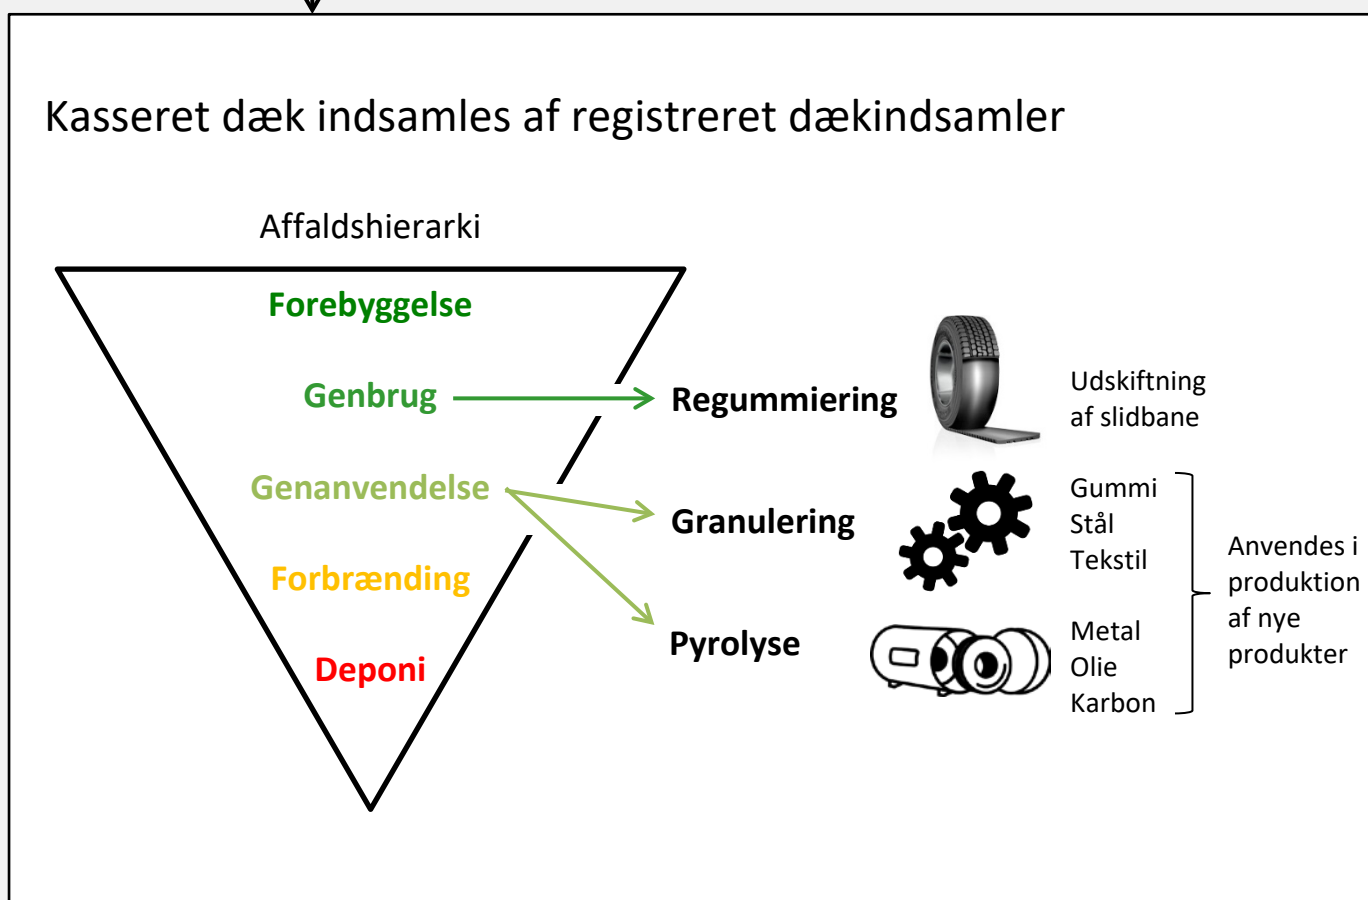 Kasseret dæk indsamles af registreret dækindsamler
Affaldshierarki
Forebyggelse
Genbrug
Genanvendelse
Forbrænding
Deponi
Regummiering
Udskiftning
af slidbane
Granulering
Gummi
Stål
Tekstil
Pyrolyse
Metal
Olie
Karbon
Anvendes i
produktion
af nye
produkter